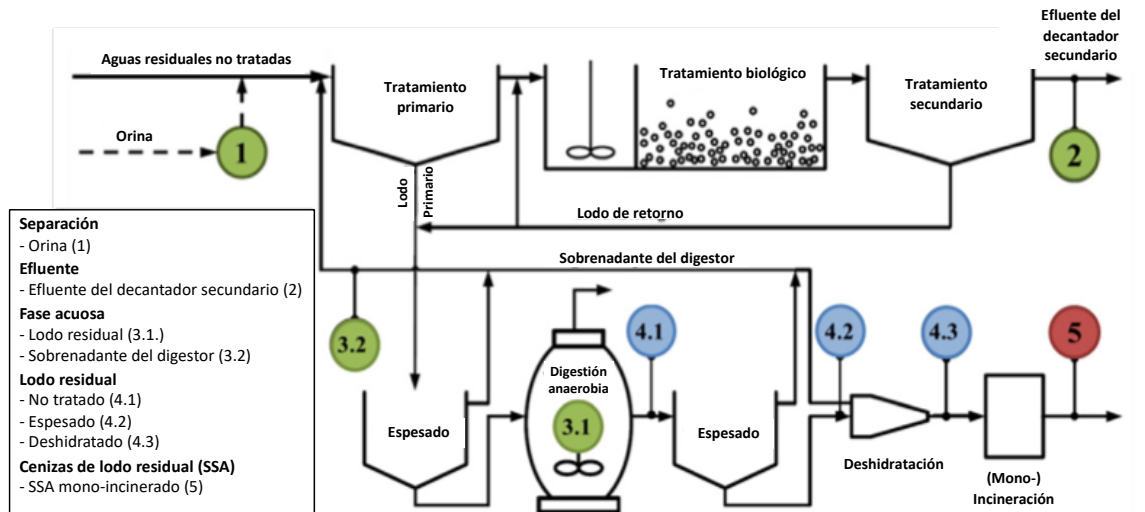 Efluente del
decantador
secundario
Aguas residuales no tratadas
Tratamiento
primario
Tratamiento biológico
Tratamiento
secundario
Orina
1
2
Lodo
Primario
Lodo de retorno
Separación
- Orina (1)
Efluente
- Efluente del decantador secundario (2)
Fase acuosa
- Lodo residual (3.1.)
- Sobrenadante del digestor (3.2)
Lodo residual
- No tratado (4.1)
- Espesado (4.2)
- Deshidratado (4.3)
Cenizas de lodo residual (SSA)
- SSA mono-incinerado (5)
Sobrenadante del digestor
3.2
4.1
4.2
4.3
5
Digestión
anaerobia
3.1
Espesado
Espesado
Deshidratación
(Mono-)
Incineración